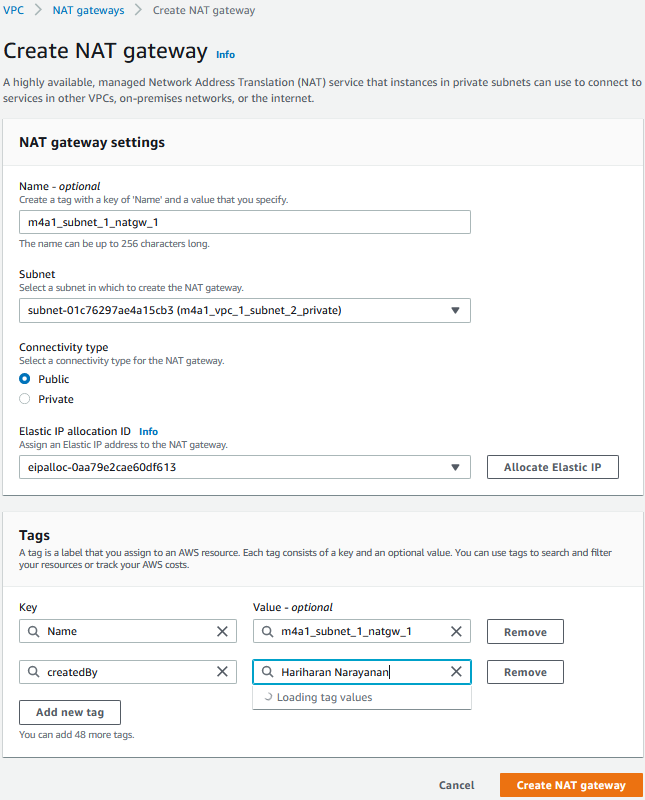 VPC > NAT gateways > Create NAT gateway
Create NAT gateway Info
A highly available, managed Network Address Translation (NAT) service that instances in private subnets can use to connect to
services in other VPCs, on-premises networks, or the internet.
NAT gateway settings
Name - optional
Create a tag with a key of 'Name' and a value that you specify.
m4a1_subnet_1_natgw_1
The name can be up to 256 characters long.
Subnet
Select a subnet in which to create the NAT gateway.
subnet-01c76297ae4a15cb3 (m4a1_vpc_1_subnet_2_private)
Connectivity type
Select a connectivity type for the NAT gateway.
Public
Private
Elastic IP allocation ID Info
Assign an Elastic IP address to the NAT gateway.
eipalloc-0aa79e2cae60df613
Allocate Elastic IP
Tags
A tag is a label that you assign to an AWS resource. Each tag consists of a key and an optional value. You can use tags to search and filter
your resources or track your AWS costs.
Key Value - optional
Name m4a1_subnet_1_natgw_1 Remove
createdBy Hariharan Narayanan Remove
Loading tag values
Add new tag
You can add 48 more tags.
Cancel Create NAT gateway